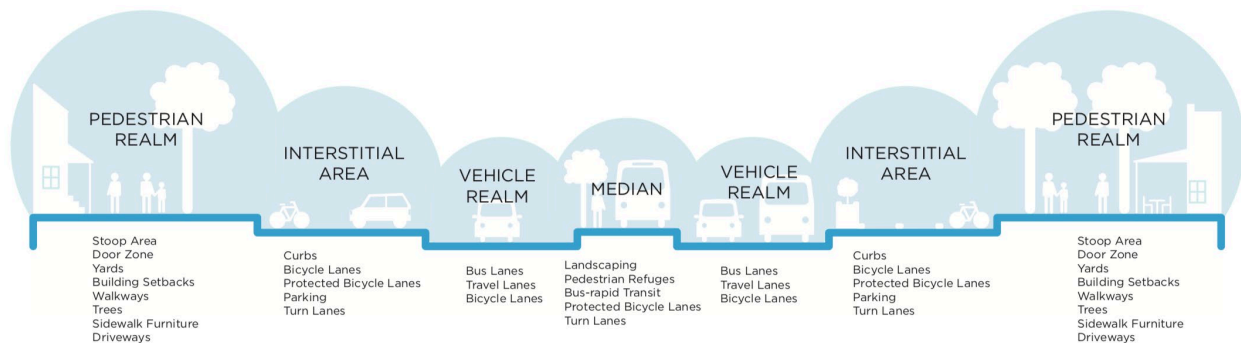 PEDESTRIAN
REALM
INTERSTITIAL
AREA
VEHICLE
REALM
MEDIAN
VEHICLE
REALM
INTERSTITIAL
AREA
PEDESTRIAN
REALM
Stoop Area
Door Zone
Yards
Building Setbacks
Walkways
Trees
Sidewalk Furniture
Driveways
Curbs
Bicycle Lanes
Protected Bicycle Lanes
Parking
Turn Lanes
Bus Lanes
Travel Lanes
Bicycle Lanes
Landscaping
Pedestrian Refuges
Bus-rapid Transit
Protected Bicycle Lanes
Turn Lanes
Bus Lanes
Travel Lanes
Bicycle Lanes
Curbs
Bicycle Lanes
Protected Bicycle Lanes
Parking
Turn Lanes
Stoop Area
Door Zone
Yards
Building Setbacks
Walkways
Trees
Sidewalk Furniture
Driveways